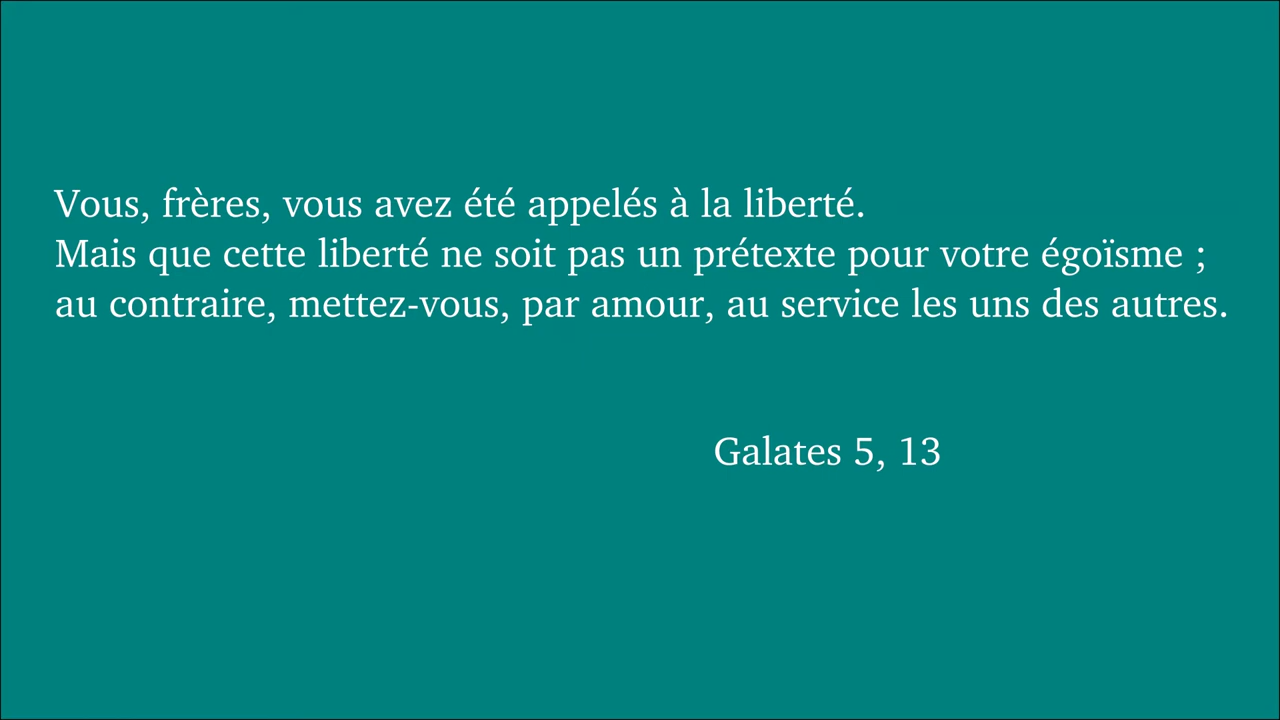 Vous, frères, vous avez été appelés à la liberté.
Mais que cette liberté ne soit pas un prétexte pour votre égoïsme ;
au contraire, mettez-vous, par amour, au service les uns des autres.
Galates 5, 13